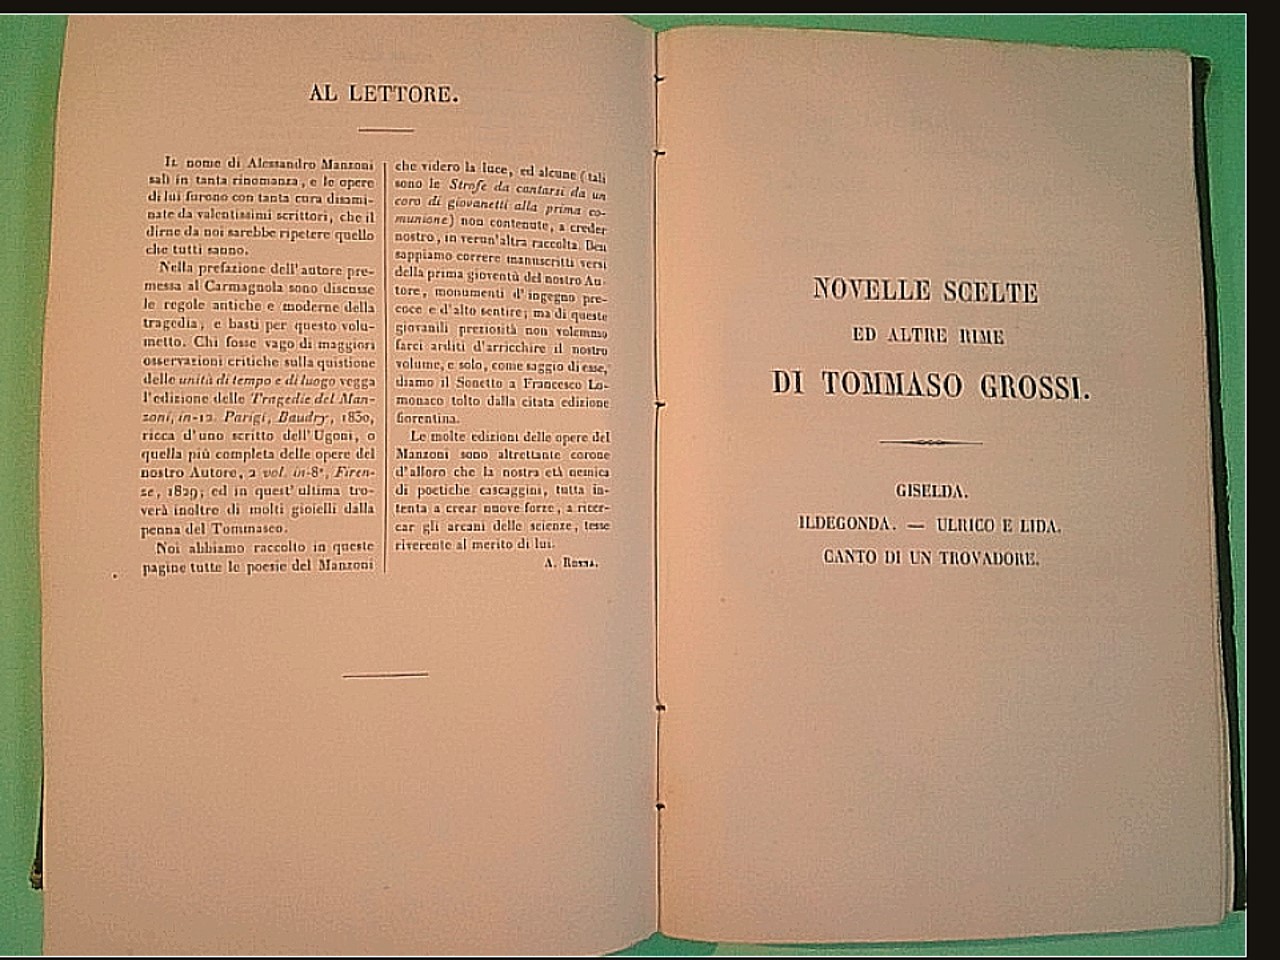 AL LETTORE.
Il nome di Alessandro Manzoni
salì in tanta rinomanza, e le opere
di lui furono con tanta cura disami-
nate da valentissimi scrittori, che il
dirne da noi sarebbe ripetere quello
che tutti sanno.
Nella prefazione dell'autore pre-
messa al Carmagnola sono discusse
le regole antiche e moderne della
tragedia, e basti per questo volu-
metto. Chi fosse vago di maggiori
osservazioni critiche sulla quistione
delle unità di tempo e di luogo vegga
l'edizione delle Tragedie del Man-
zoni, in-12. Parigi, Baudry, 1830,
ricca d'uno scritto dell'Ugoni, o
quella più completa delle opere del
nostro Autore, 2 vol. in-8°, Firen-
ze, 1829; ed in quest'ultima tro-
verà inoltre di molti gioielli dalla
penna del Tommaseo.
Noi abbiamo raccolto in queste
pagine tutte le poesie del Manzoni
che videro la luce, ed alcune (tali
sono le Strofe da cantarsi da un
coro di giovanetti alla prima co-
munione) non contenute, a creder
nostro, in verun'altra raccolta. Ben
sappiamo correre manuscritti versi
della prima gioventù del nostro Au-
tore, monumenti d'ingegno pre-
coce e d'alto sentire; ma di queste
giovanili preziosità non volemmo
farci arditi d'arricchire il nostro
volume, e solo, come saggio di esse,
diamo il Sonetto a Francesco Lo-
monaco tolto dalla citata edizione
fiorentina.
Le molte edizioni delle opere del
Manzoni sono altrettante corone
d'alloro che la nostra età nemica
di poetiche cascaggini, tutta in-
tenta a crear nuove forze, a ricer-
car gli arcani delle scienze, tesse
riverente al merito di lui.
A.
NOVELLE SCELTE
ED ALTRE RIME
DI TOMMASO GROSSI.
GISELDA.
ILDEGONDA. — ULRICO E LIDA.
CANTO DI UN TROVADORE.